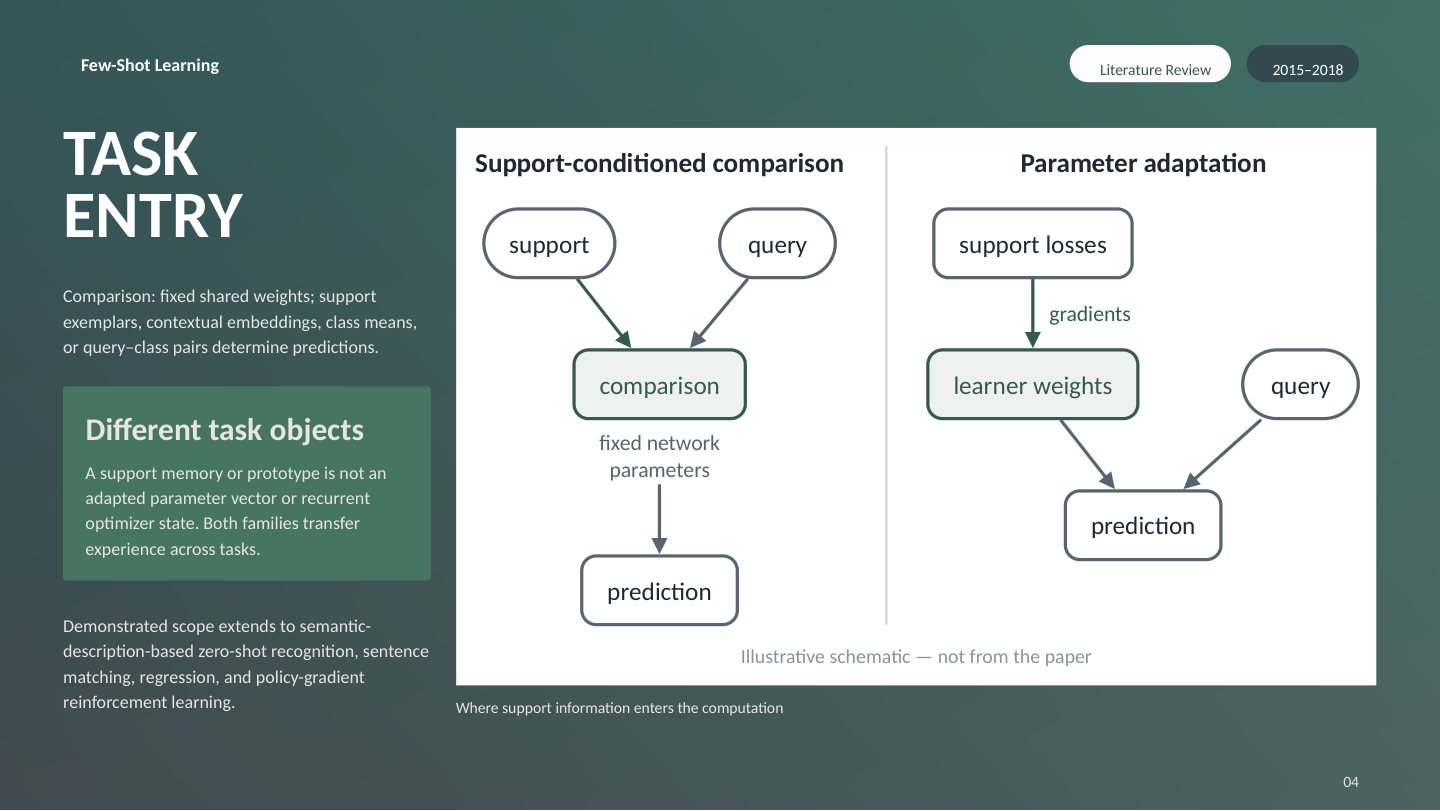 Few-Shot Learning
Literature Review
2015–2018
TASK
ENTRY
Comparison: fixed shared weights; support
exemplars, contextual embeddings, class means,
or query–class pairs determine predictions.
Different task objects
A support memory or prototype is not an
adapted parameter vector or recurrent
optimizer state. Both families transfer
experience across tasks.
Demonstrated scope extends to semantic-
description-based zero-shot recognition, sentence
matching, regression, and policy-gradient
reinforcement learning.
Support-conditioned comparison
support
query
comparison
fixed network
parameters
prediction
Parameter adaptation
support losses
gradients
learner weights
query
prediction
Illustrative schematic — not from the paper
Where support information enters the computation
04